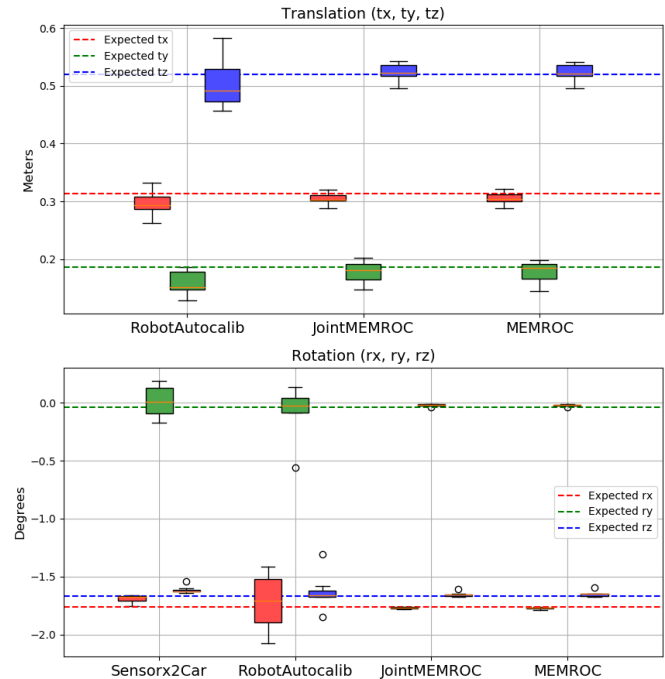 Translation (tx, ty, tz)
0.6
0.5
0.4
0.3
0.2
Meters
Expected tx
Expected ty
Expected tz
RobotAutocalib JointMEMROC MEMROC
Rotation (rx, ry, rz)
0.0
−0.5
−1.0
−1.5
−2.0
Degrees
Expected rx
Expected ry
Expected rz
Sensorx2Car RobotAutocalib JointMEMROC MEMROC